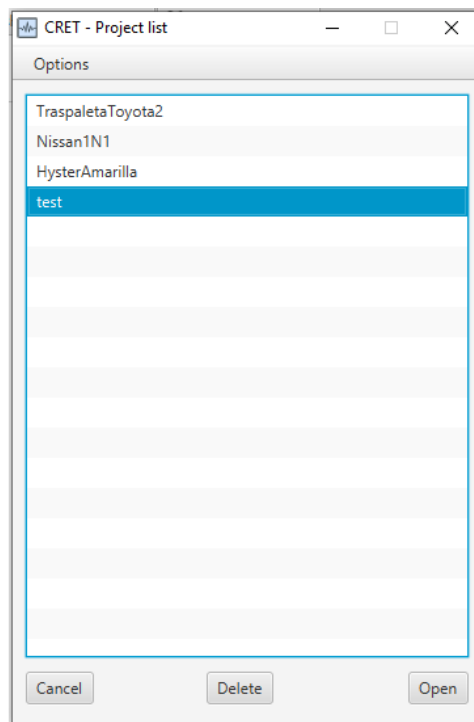 CRET - Project list
Options
TraspaletaToyota2
Nissan1N1
HysterAmarilla
test
Cancel Delete Open